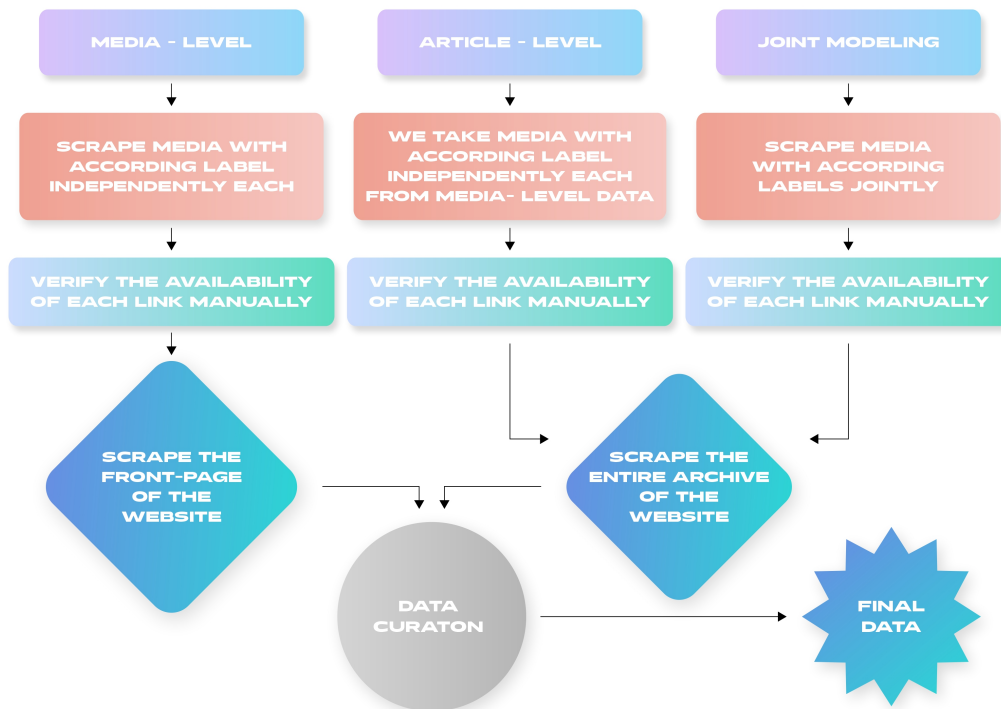 MEDIA - LEVEL
ARTICLE - LEVEL
JOINT MODELING
SCRAPE MEDIA WITH
ACCORDING LABEL
INDEPENDENTLY EACH
WE TAKE MEDIA WITH
ACCORDING LABEL
INDEPENDENTLY EACH
FROM MEDIA- LEVEL DATA
SCRAPE MEDIA
WITH ACCORDING
LABELS JOINTLY
VERIFY THE AVAILABILITY
OF EACH LINK MANUALLY
VERIFY THE AVAILABILITY
OF EACH LINK MANUALLY
VERIFY THE AVAILABILITY
OF EACH LINK MANUALLY
SCRAPE THE
FRONT-PAGE
OF THE
WEBSITE
SCRAPE THE
ENTIRE ARCHIVE
OF THE
WEBSITE
DATA
CURATON
FINAL
DATA